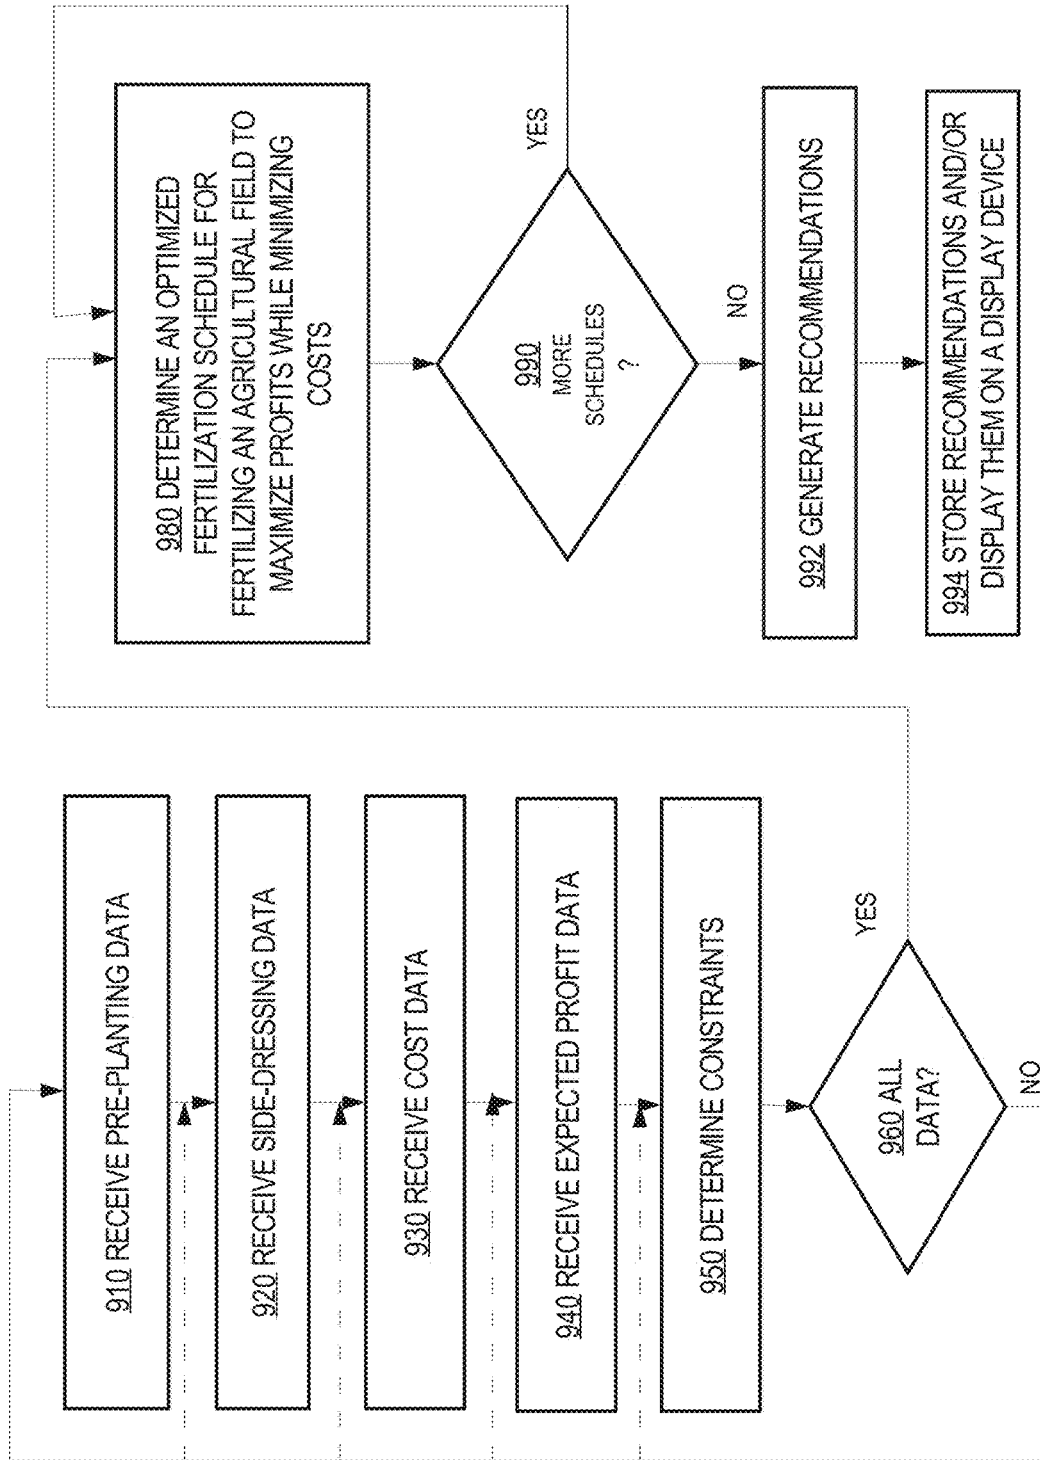 910 RECEIVE PRE-PLANTING DATA
920 RECEIVE SIDE-DRESSING DATA
930 RECEIVE COST DATA
940 RECEIVE EXPECTED PROFIT DATA
950 DETERMINE CONSTRAINTS
960 ALL
DATA?
YES
NO
980 DETERMINE AN OPTIMIZED
FERTILIZATION SCHEDULE FOR
FERTILIZING AN AGRICULTURAL FIELD TO
MAXIMIZE PROFITS WHILE MINIMIZING
COSTS
990
MORE
SCHEDULES
?
YES
NO
992 GENERATE RECOMMENDATIONS
994 STORE RECOMMENDATIONS AND/OR
DISPLAY THEM ON A DISPLAY DEVICE